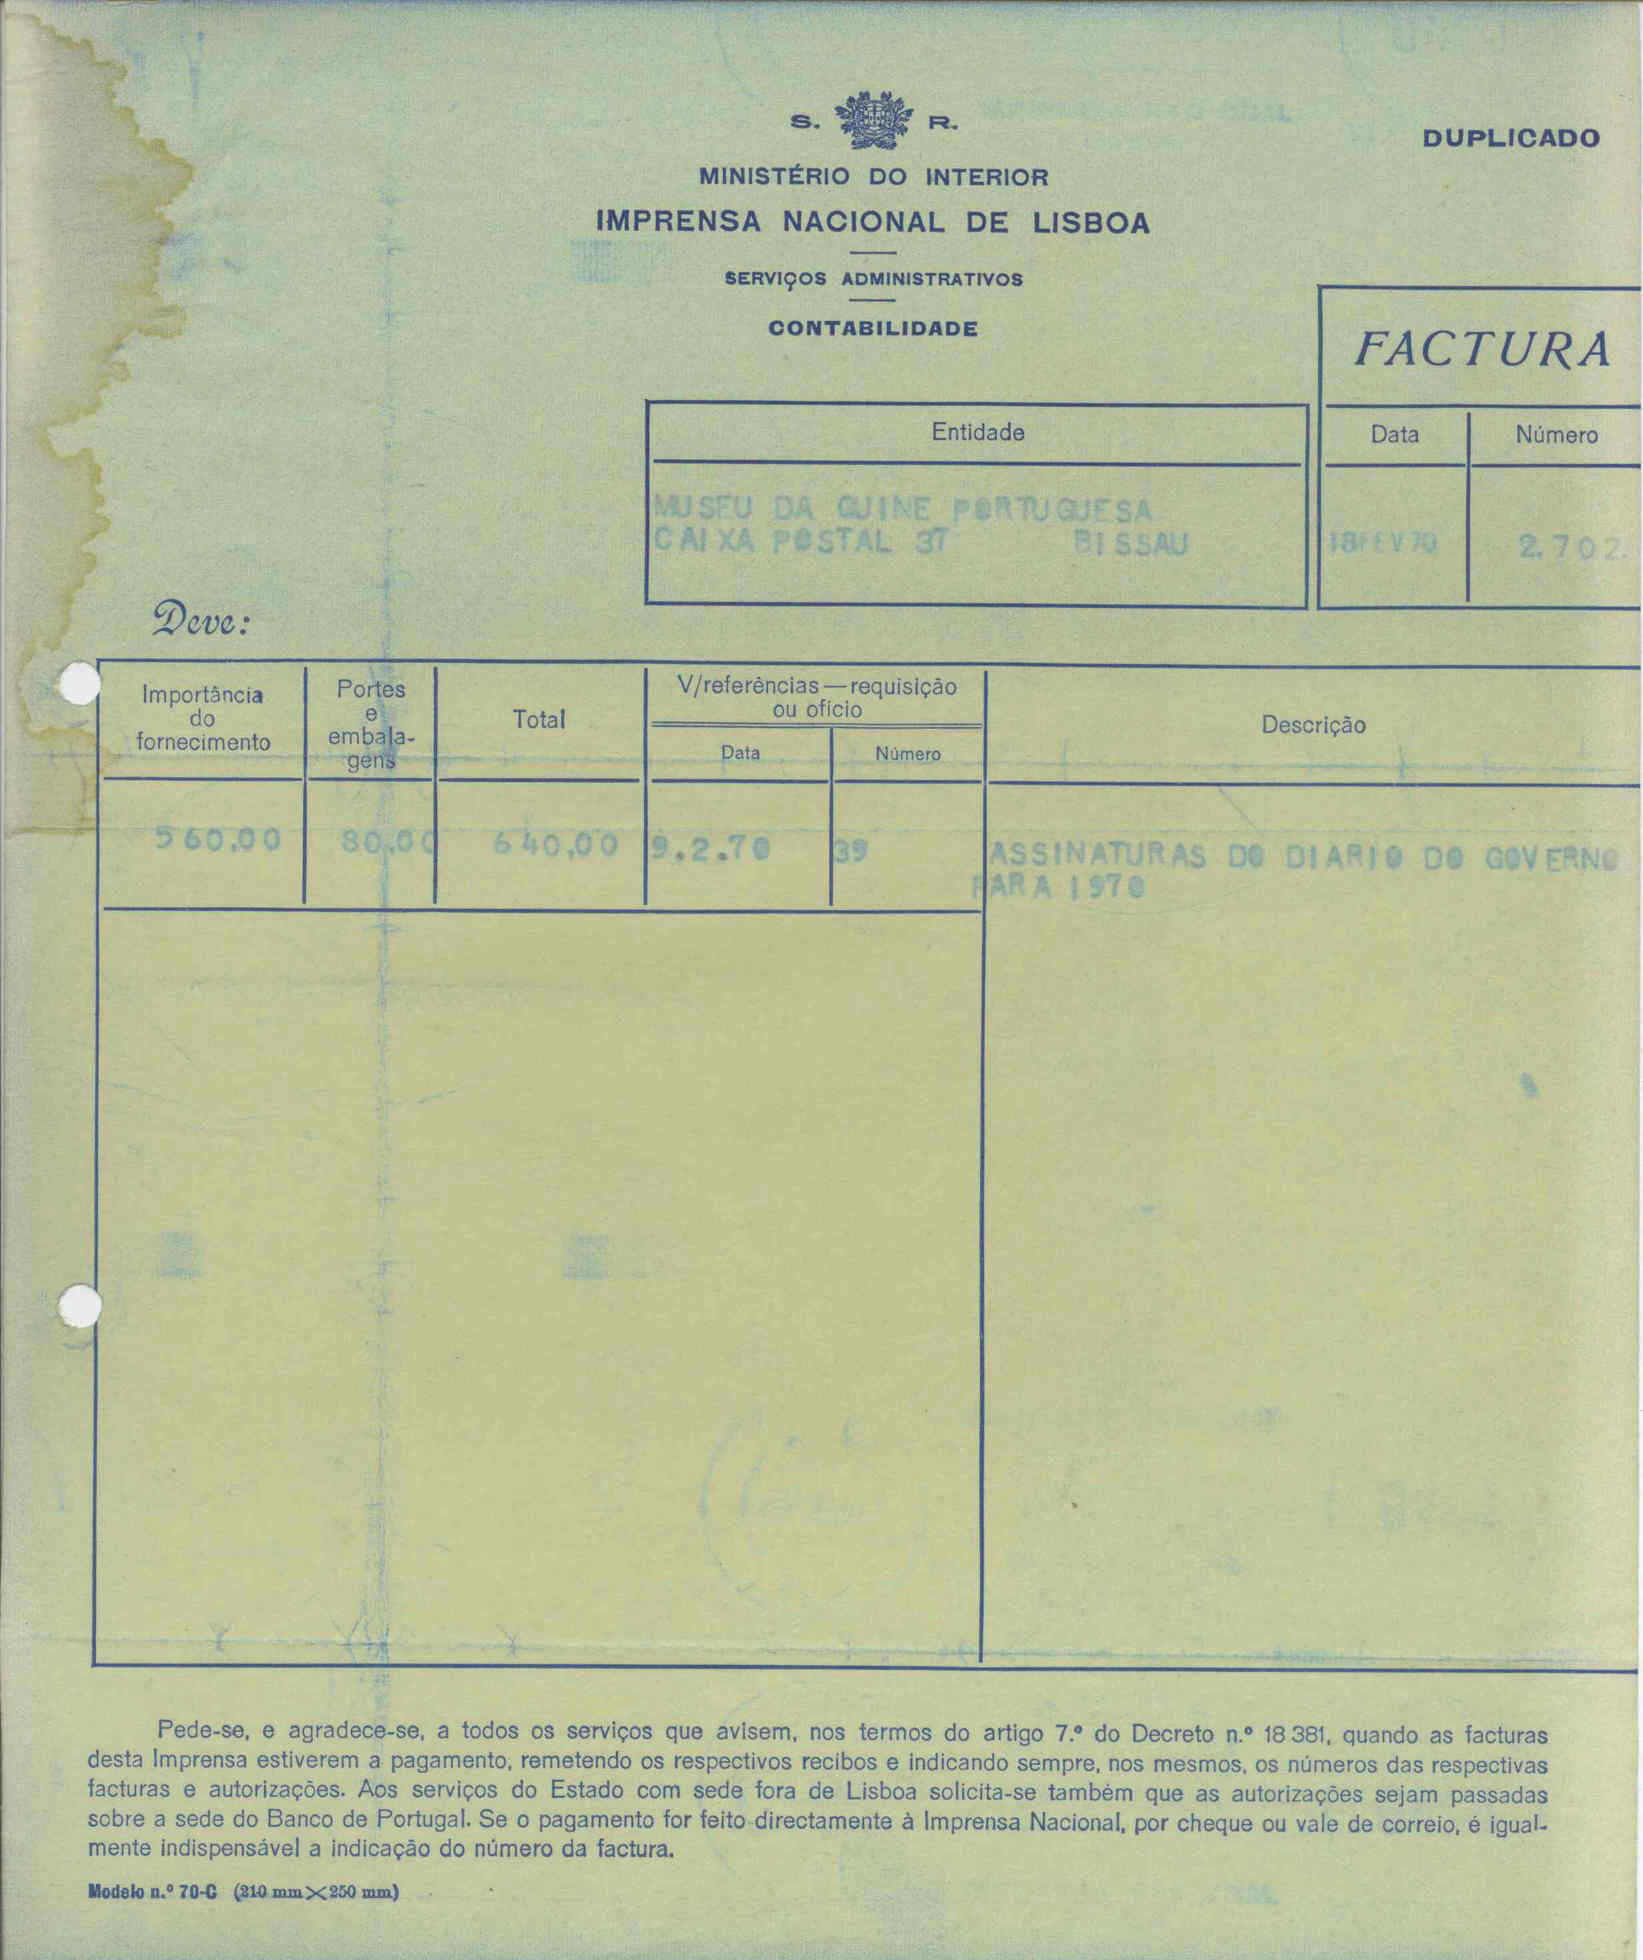 S. R.
DUPLICADO
MINISTÉRIO DO INTERIOR
IMPRENSA NACIONAL DE LISBOA
SERVIÇOS ADMINISTRATIVOS
CONTABILIDADE
FACTURA
Entidade
Data
Número
MUSEU DA GUINE PORTUGUESA
CAIXA POSTAL 37 BISSAU
18FEV70
2.702.
Deve:
Importância
do
fornecimento
Portes
e
embala-
gens
Total
V/referências—requisição
ou ofício
Data
Número
Descrição
560,00
80,00
640,00
9.2.70
39
ASSINATURAS DO DIARIO DO GOVERNO
PARA 1970
Pede-se, e agradece-se, a todos os serviços que avisem, nos termos do artigo 7.º do Decreto n.º 18 381, quando as facturas
desta Imprensa estiverem a pagamento, remetendo os respectivos recibos e indicando sempre, nos mesmos, os números das respectivas
facturas e autorizações. Aos serviços do Estado com sede fora de Lisboa solicita-se também que as autorizações sejam passadas
sobre a sede do Banco de Portugal. Se o pagamento for feito directamente à Imprensa Nacional, por cheque ou vale de correio, é igual-
mente indispensável a indicação do número da factura.
Modelo n.º 70-C (210 mm×250 mm)